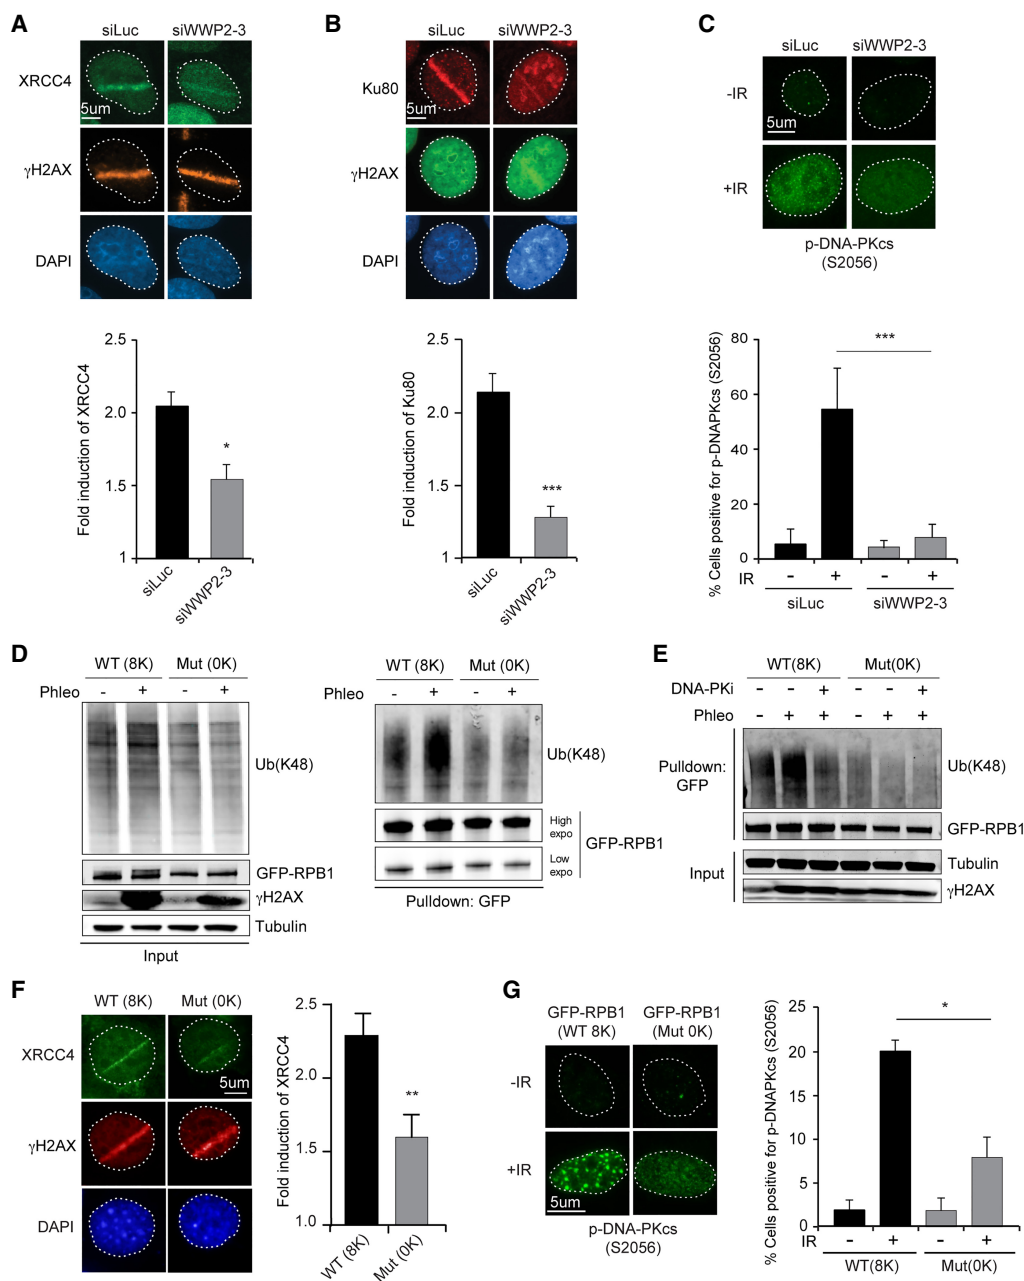 A
siLuc siWWP2-3
XRCC4
5um
γH2AX
DAPI
Fold induction of XRCC4
2.5
2.0
1.5
1
*
siLuc
siWWP2-3
B
siLuc siWWP2-3
Ku80
5um
γH2AX
DAPI
Fold induction of Ku80
2.5
2.0
1.5
1
***
siLuc
siWWP2-3
C
siLuc siWWP2-3
-IR
5um
+IR
p-DNA-PKcs
(S2056)
% Cells positive for p-DNAPKcs (S2056)
80
60
40
20
0
***
IR - + - +
siLuc siWWP2-3
D
WT (8K) Mut (0K)
Phleo - + - +
Ub(K48)
GFP-RPB1
γH2AX
Tubulin
Input
WT (8K) Mut (0K)
Phleo - + - +
Ub(K48)
High
expo
Low
expo
GFP-RPB1
Pulldown: GFP
E
WT(8K) Mut(0K)
DNA-PKi - - + - - +
Phleo - + + - + +
Pulldown:
GFP
Ub(K48)
GFP-RPB1
Input
Tubulin
γH2AX
F
WT (8K) Mut (0K)
XRCC4
5um
γH2AX
DAPI
Fold induction of XRCC4
2.5
2.0
1.5
1.0
**
WT (8K)
Mut (0K)
G
GFP-RPB1 GFP-RPB1
(WT 8K) (Mut 0K)
-IR
+IR
5um
p-DNA-PKcs
(S2056)
% Cells positive for p-DNAPKcs (S2056)
25
20
15
10
5
0
*
IR - + - +
WT(8K) Mut(0K)